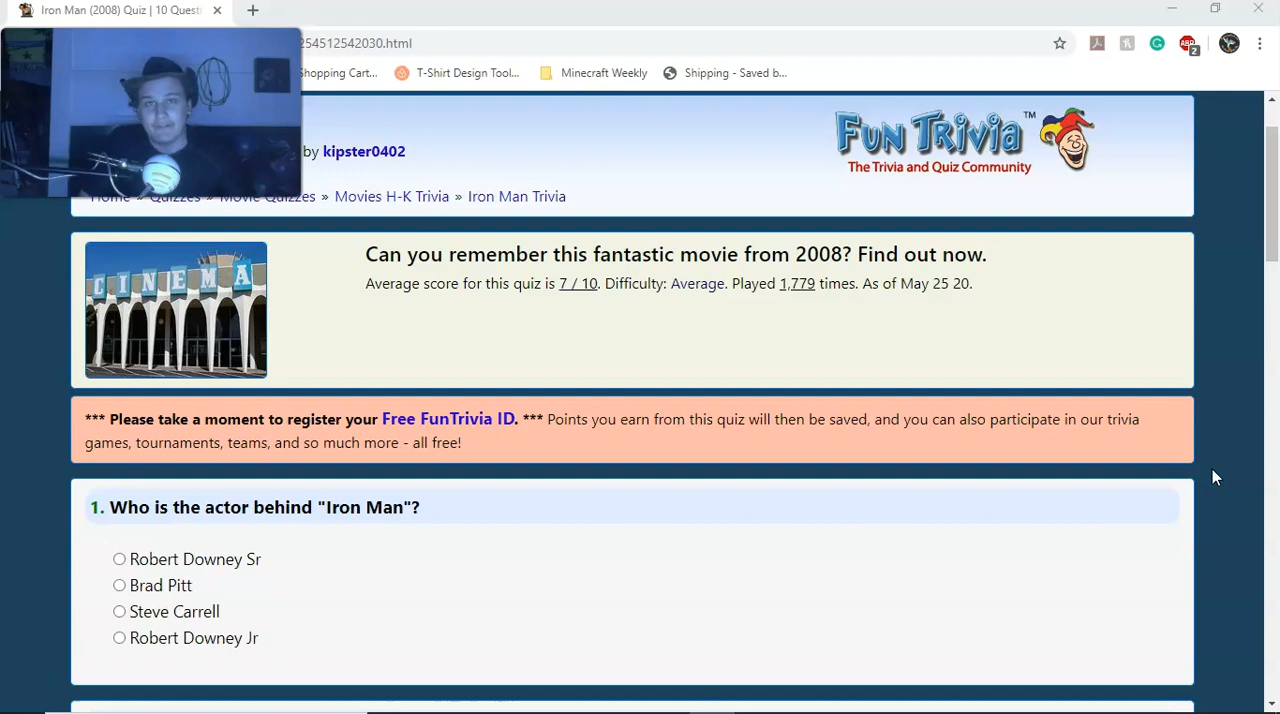 Iron Man (2008) Quiz | 10 Questi
254512542030.html
ABP
2
Shopping Cart...
T-Shirt Design Tool...
Minecraft Weekly
Shipping - Saved b...
by kipster0402
FUN TRIVIA™
The Trivia and Quiz Community
Home » Quizzes » Movie Quizzes » Movies H-K Trivia » Iron Man Trivia
CINEMA
Can you remember this fantastic movie from 2008? Find out now.
Average score for this quiz is 7 / 10. Difficulty: Average. Played 1,779 times. As of May 25 20.
*** Please take a moment to register your Free FunTrivia ID. *** Points you earn from this quiz will then be saved, and you can also participate in our trivia
games, tournaments, teams, and so much more - all free!
1. Who is the actor behind "Iron Man"?
Robert Downey Sr
Brad Pitt
Steve Carrell
Robert Downey Jr